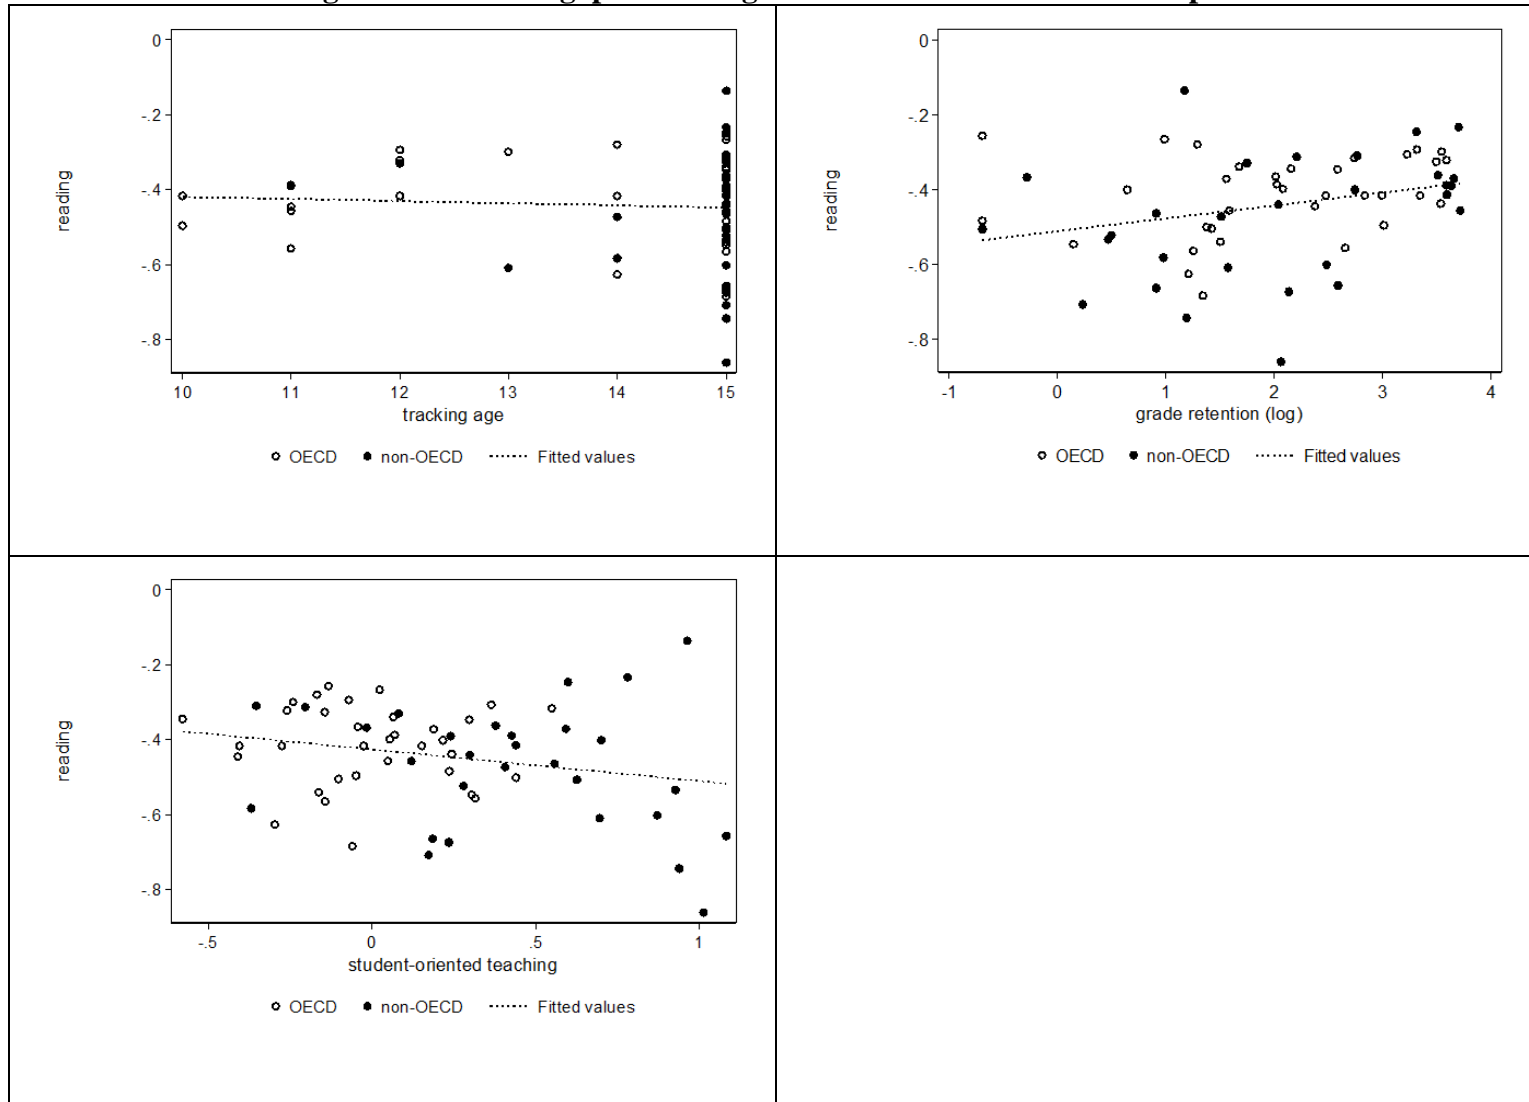 0
-.2
-.4
-.6
-.8
reading
10 11 12 13 14 15
tracking age
OECD non-OECD Fitted values
0
-.2
-.4
-.6
-.8
reading
-1 0 1 2 3 4
grade retention (log)
OECD non-OECD Fitted values
0
-.2
-.4
-.6
-.8
reading
-.5 0 .5 1
student-oriented teaching
OECD non-OECD Fitted values